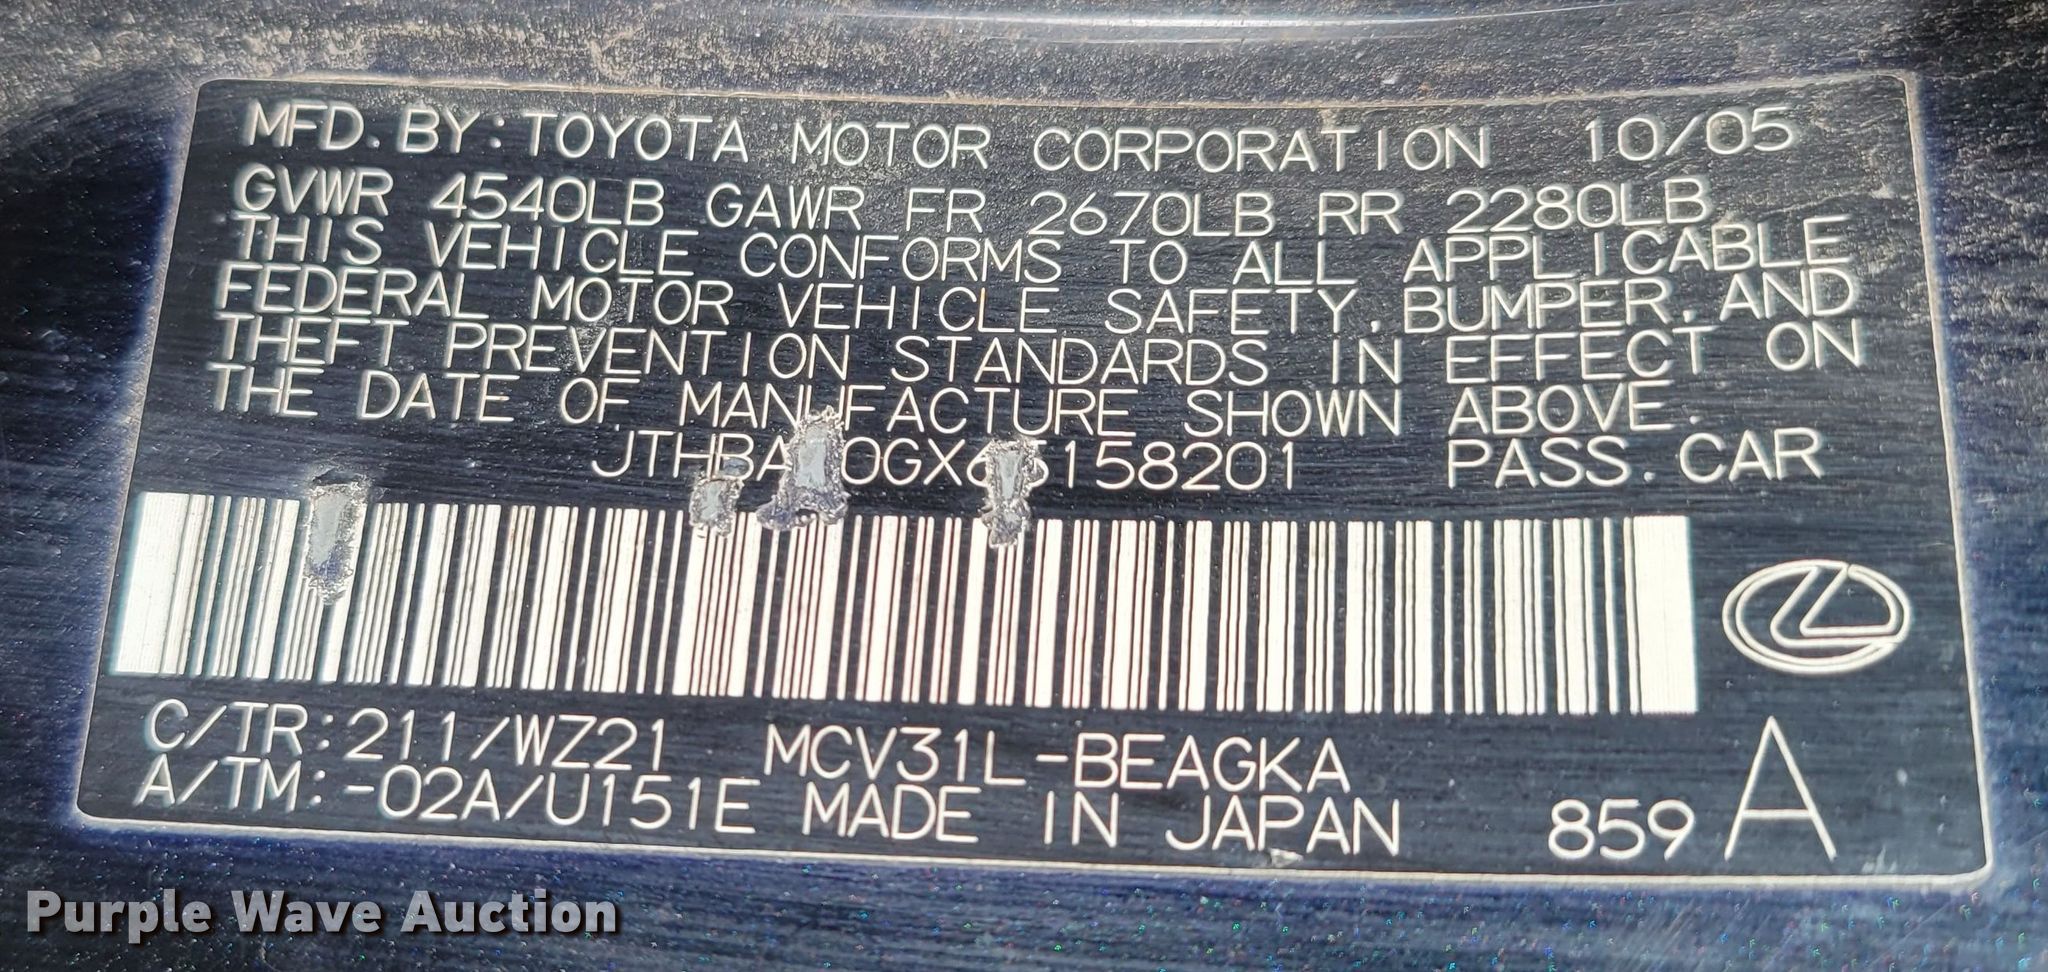 MFD. BY: TOYOTA MOTOR CORPORATION 10/05
GVWR 4540LB GAWR FR 2670LB RR 2280LB
THIS VEHICLE CONFORMS TO ALL APPLICABLE
FEDERAL MOTOR VEHICLE SAFETY, BUMPER, AND
THEFT PREVENTION STANDARDS IN EFFECT ON
THE DATE OF MANUFACTURE SHOWN ABOVE.
PASS. CAR
C/TR: 211/WZ21 MCV31L-BEAGKA
A/TM: -02A/U151E MADE IN JAPAN 859 A
Purple Wave Auction